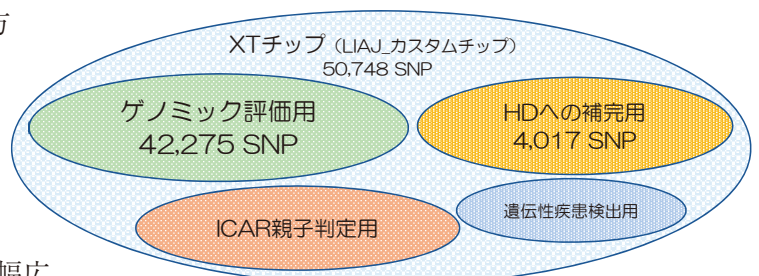 方
XTチップ（LIAJ_カスタムチップ）
50,748 SNP
ゲノミック評価用
42,275 SNP
HDへの補完用
4,017 SNP
ICAR親子判定用
遺伝性疾患検出用
幅広